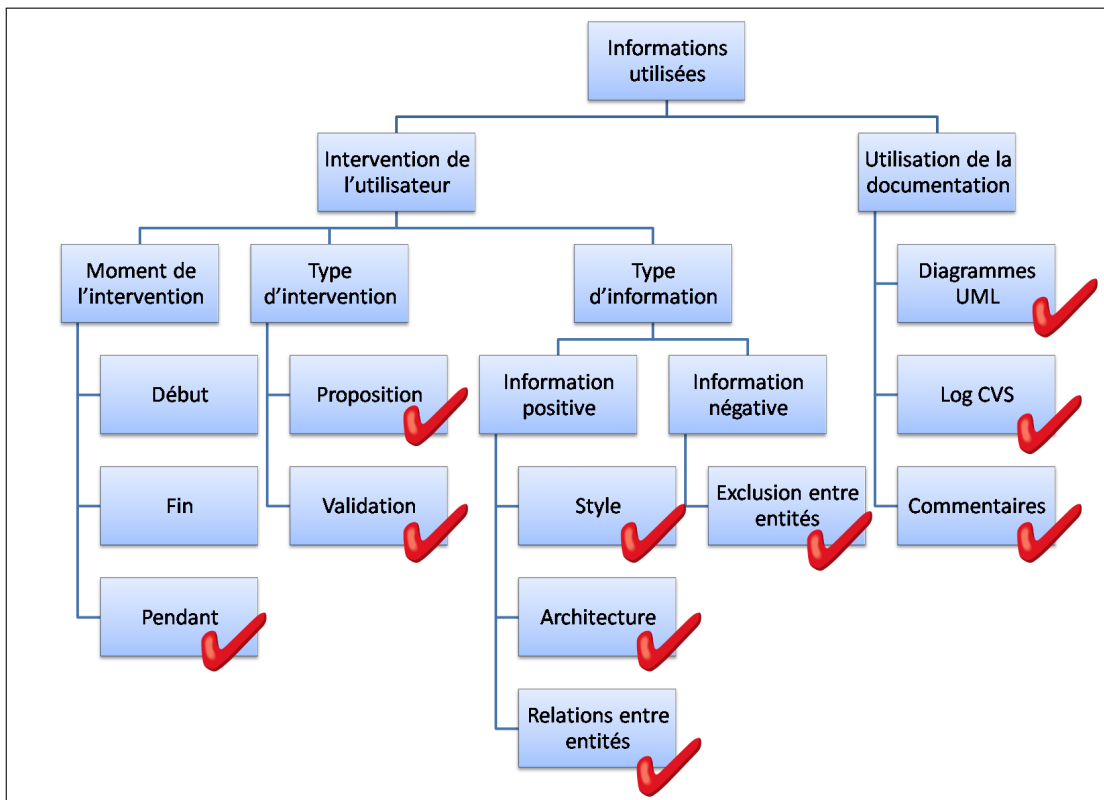 Informations
utilisées
Intervention de
l'utilisateur
Utilisation de la
documentation
Moment de
l'intervention
Type
d'intervention
Type
d'information
Diagrammes
UML
Début
Proposition
Information
positive
Information
négative
Log CVS
Fin
Validation
Style
Exclusion entre
entités
Commentaires
Pendant
Architecture
Relations entre
entités